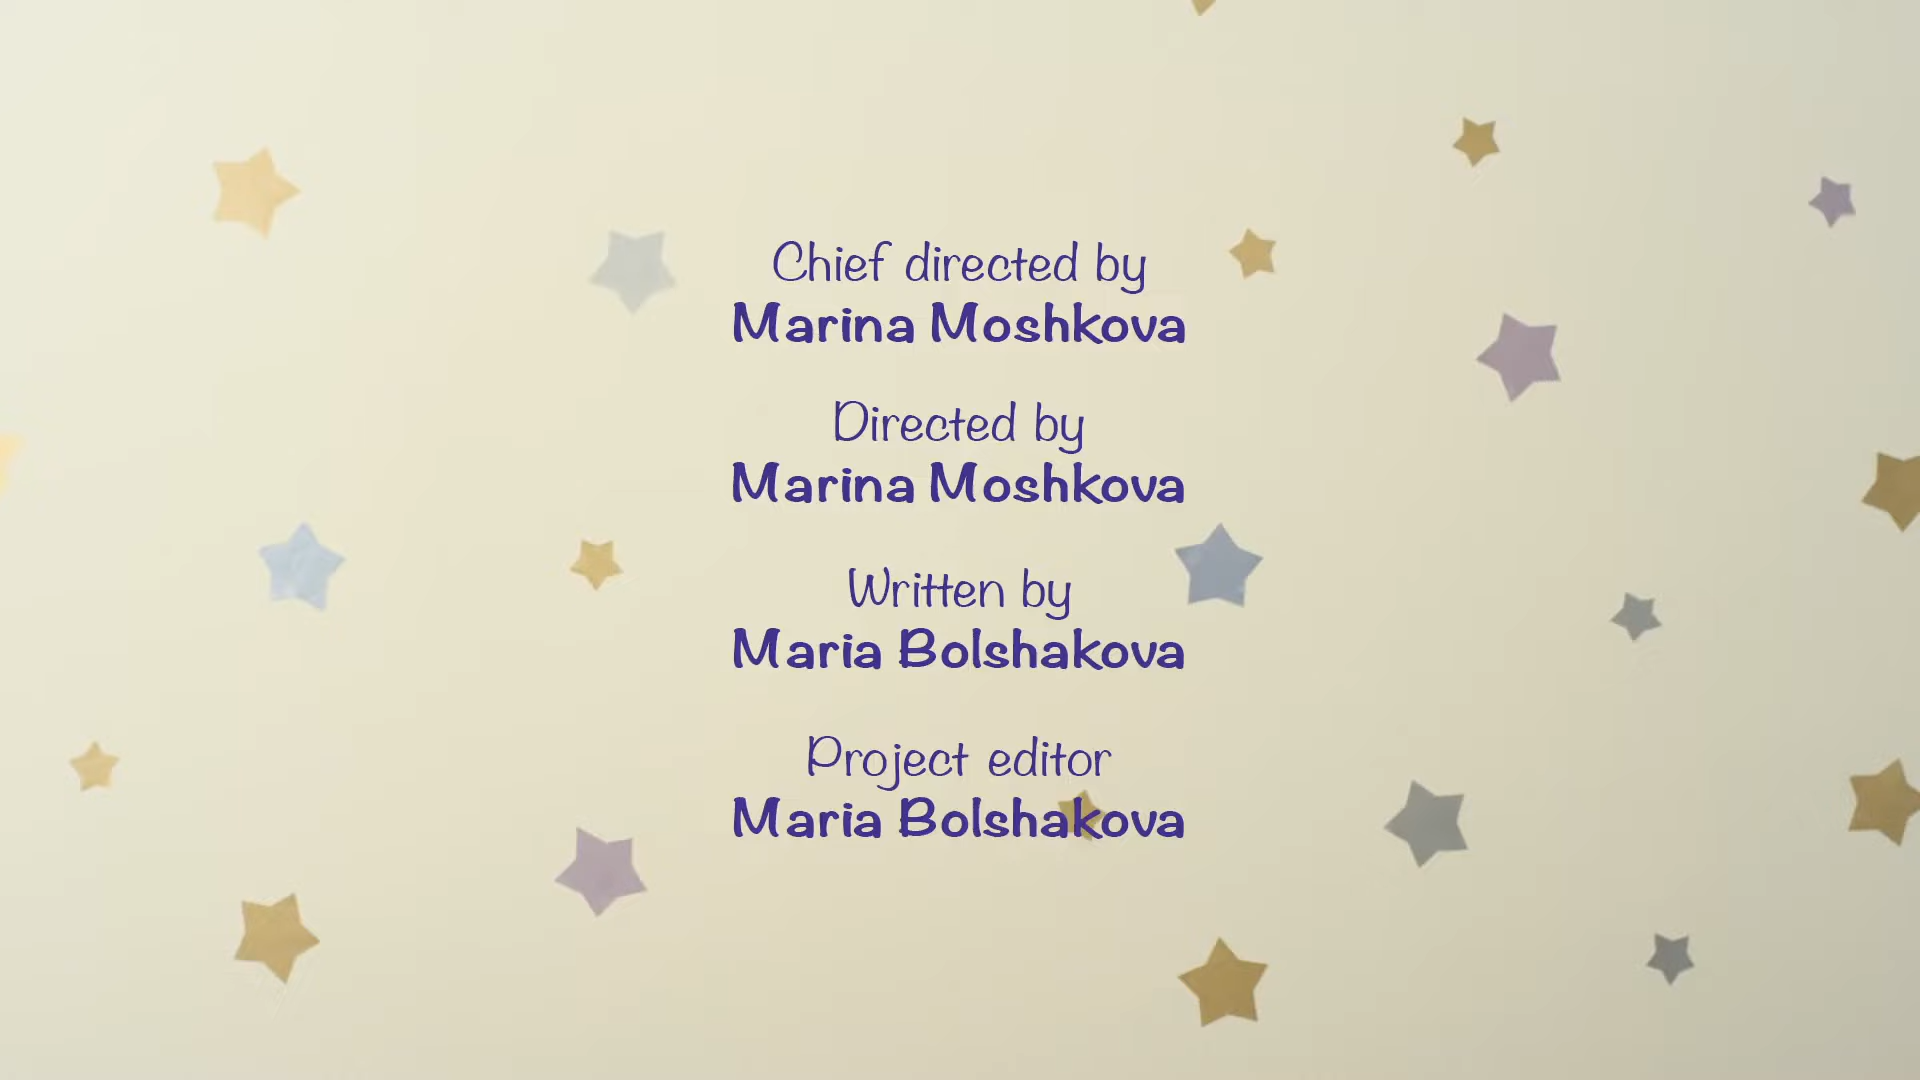 Chief directed by
Marina Moshkova
Directed by
Marina Moshkova
Written by
Maria Bolshakova
Project editor
Maria Bolshakova